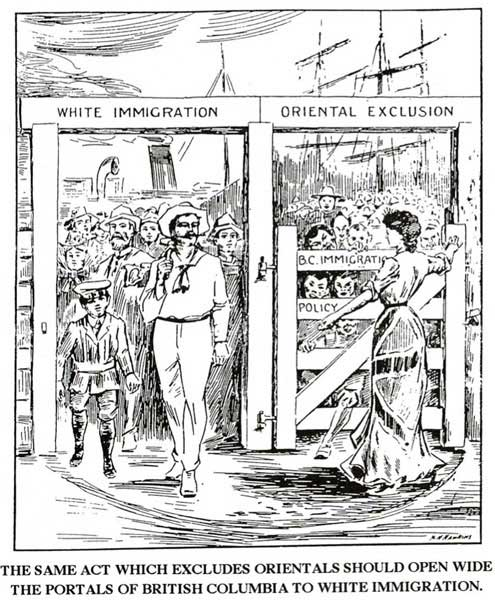 WHITE IMMIGRATION
ORIENTAL EXCLUSION
B.C. IMMIGRATIO
POLICY
THE SAME ACT WHICH EXCLUDES ORIENTALS SHOULD OPEN WIDE
THE PORTALS OF BRITISH COLUMBIA TO WHITE IMMIGRATION.